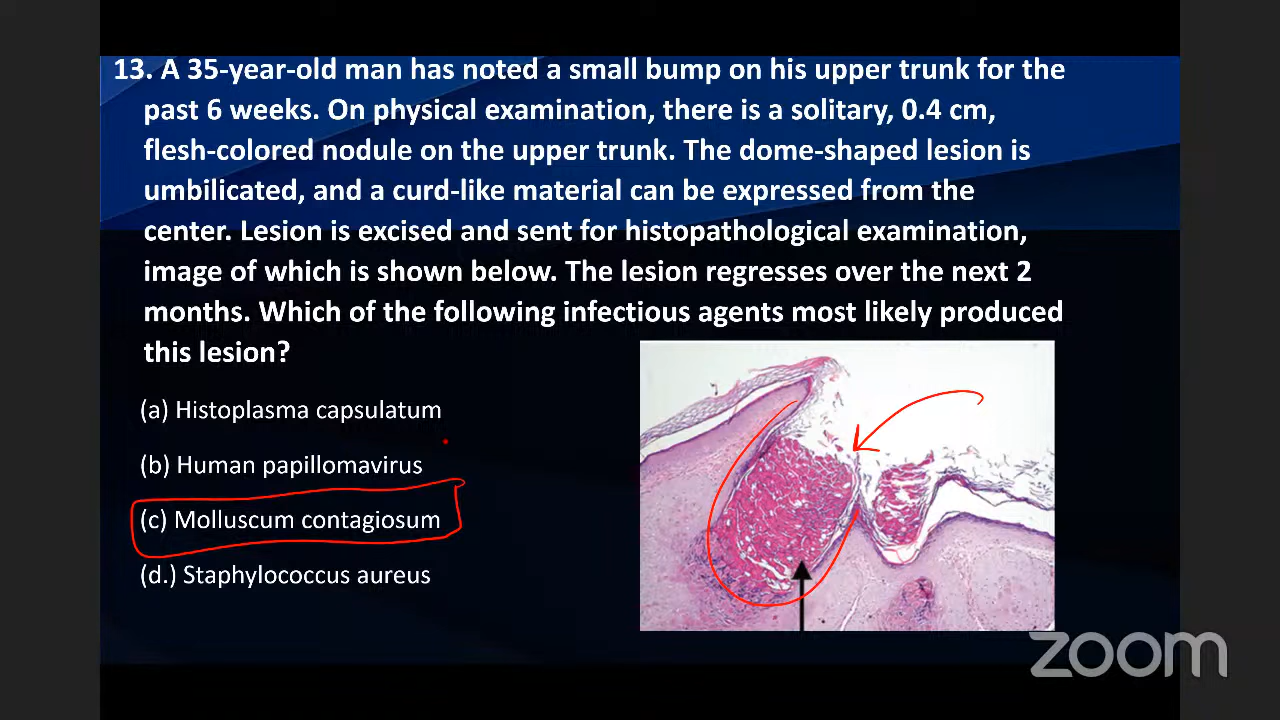 13. A 35-year-old man has noted a small bump on his upper trunk for the
past 6 weeks. On physical examination, there is a solitary, 0.4 cm,
flesh-colored nodule on the upper trunk. The dome-shaped lesion is
umbilicated, and a curd-like material can be expressed from the
center. Lesion is excised and sent for histopathological examination,
image of which is shown below. The lesion regresses over the next 2
months. Which of the following infectious agents most likely produced
this lesion?
(a) Histoplasma capsulatum
(b) Human papillomavirus
(c) Molluscum contagiosum
(d.) Staphylococcus aureus
zoom